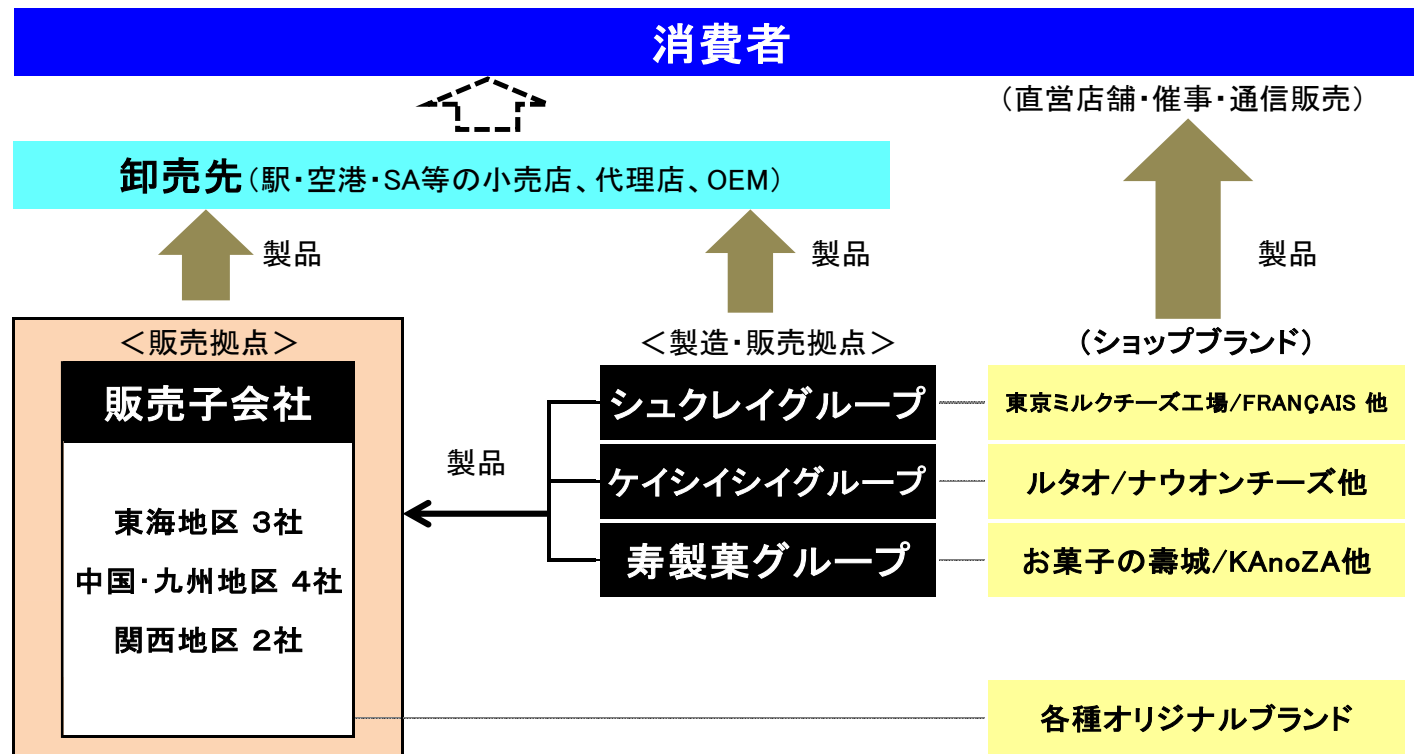 消費者
(直営店舗・催事・通信販売)
卸売先(駅・空港・SA等の小売店、代理店、OEM)
製品
製品
製品
＜販売拠点＞
販売子会社
東海地区 3社
中国・九州地区 4社
関西地区 2社
製品
＜製造・販売拠点＞
シュクレイグループ
ケイシイシイグループ
寿製菓グループ
(ショップブランド)
東京ミルクチーズ工場/FRANÇAIS 他
ルタオ/ナウオンチーズ他
お菓子の壽城/KAnoZA他
各種オリジナルブランド